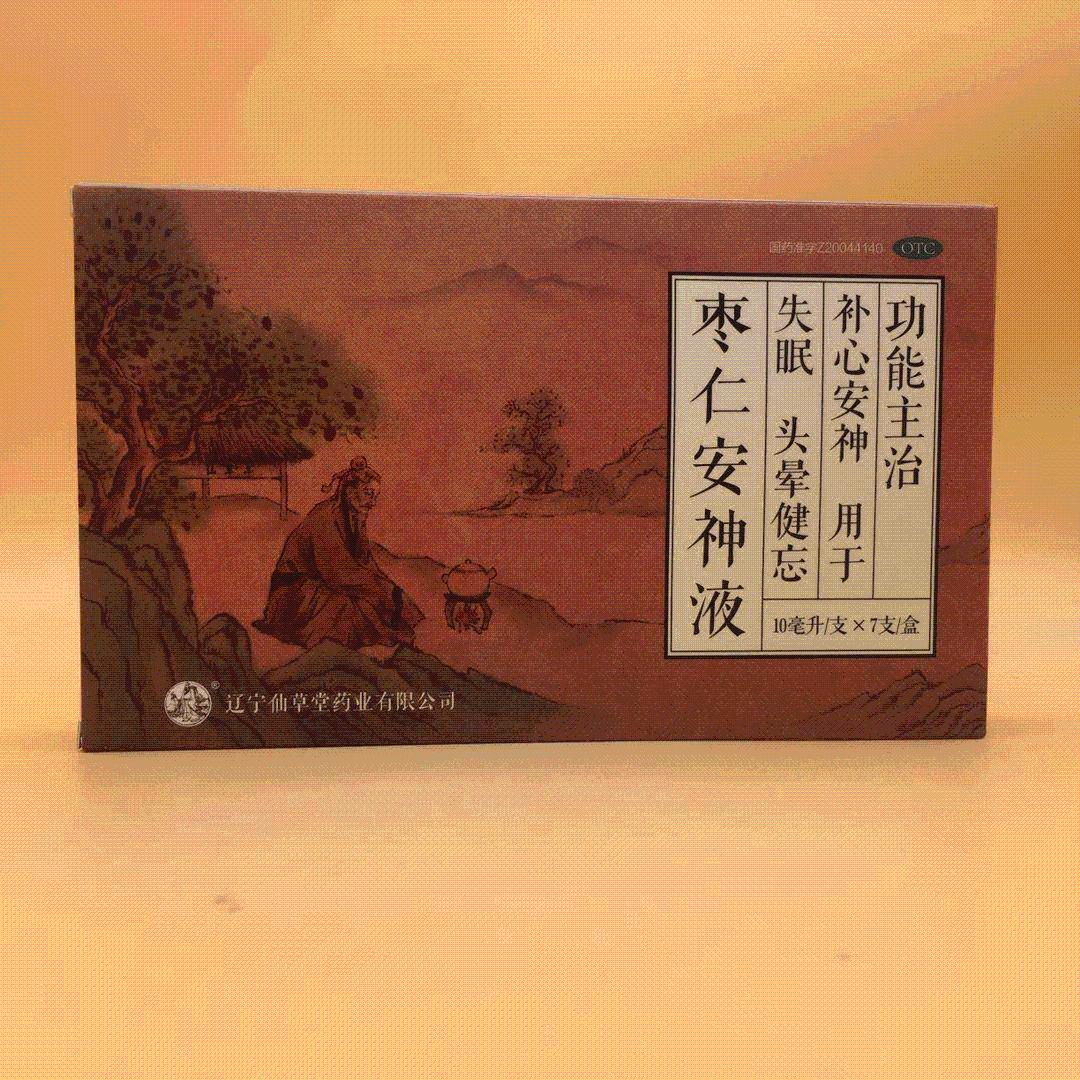 国药准字Z20044140 OTC
功能主治
补心安神 用于
失眠 头晕健忘
枣仁安神液
10毫升/支×7支/盒
® 辽宁仙草堂药业有限公司